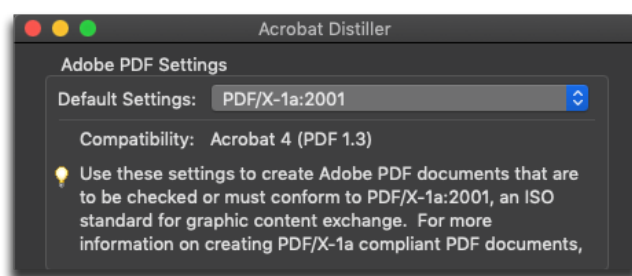 Acrobat Distiller
Adobe PDF Settings
Default Settings: PDF/X-1a:2001
Compatibility: Acrobat 4 (PDF 1.3)
Use these settings to create Adobe PDF documents that are
to be checked or must conform to PDF/X-1a:2001, an ISO
standard for graphic content exchange. For more
information on creating PDF/X-1a compliant PDF documents,